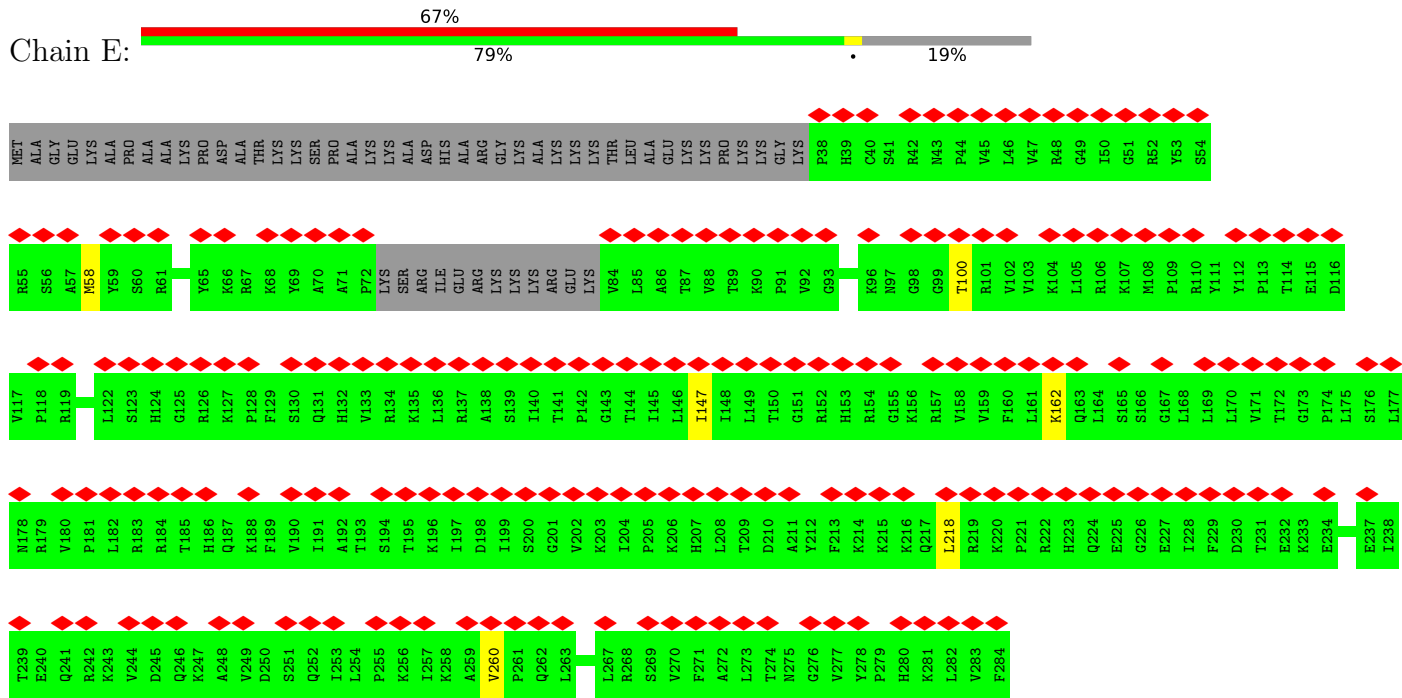 67%
Chain E:
79% • 19%
MET ALA GLY GLU LYS ALA PRO ALA ALA LYS PRO ASP ALA THR LYS LYS SER PRO ALA LYS LYS ALA ASP HIS ALA ARG GLY LYS ALA LYS LYS LYS THR LEU ALA GLU LYS LYS PRO LYS LYS GLY LYS P38 H39 C40 S41 R42 N43 P44 V45 L46 V47 R48 G49 I50 G51 R52 Y53 S54
R55 S56 A57 M58 Y59 S60 R61 Y65 K66 R67 K68 Y69 A70 A71 P72 LYS SER ARG ILE GLU ARG LYS LYS LYS ARG GLU LYS V84 L85 A86 T87 V88 T89 K90 P91 V92 G93 K96 N97 G98 G99 T100 R101 V102 V103 K104 L105 R106 K107 M108 P109 R110 Y111 Y112 P113 T114 E115 D116
V117 P118 R119 L122 S123 H124 G125 R126 K127 P128 F129 S130 Q131 H132 V133 R134 K135 L136 R137 A138 S139 I140 T141 P142 G143 T144 I145 L146 I147 I148 L149 T150 G151 R152 H153 R154 G155 K156 R157 V158 V159 F160 L161 K162 Q163 L164 S165 S166 G167 L168 L169 L170 V171 T172 G173 P174 L175 S176 L177
N178 R179 V180 P181 L182 R183 R184 T185 H186 Q187 K188 F189 V190 I191 A192 T193 S194 T195 K196 I197 D198 I199 S200 G201 V202 K203 I204 P205 K206 H207 L208 T209 D210 A211 Y212 F213 K214 K215 K216 Q217 L218 R219 K220 P221 R222 H223 Q224 E225 G226 E227 I228 F229 D230 T231 E232 K233 E234 E237 I238
T239 E240 Q241 R242 K243 V244 D245 Q246 K247 A248 V249 D250 S251 Q252 I253 L254 P255 K256 I257 K258 A259 V260 P261 Q262 L263 L267 R268 S269 V270 F271 A272 L273 T274 N275 G276 V277 Y278 P279 H280 K281 L282 V283 F284